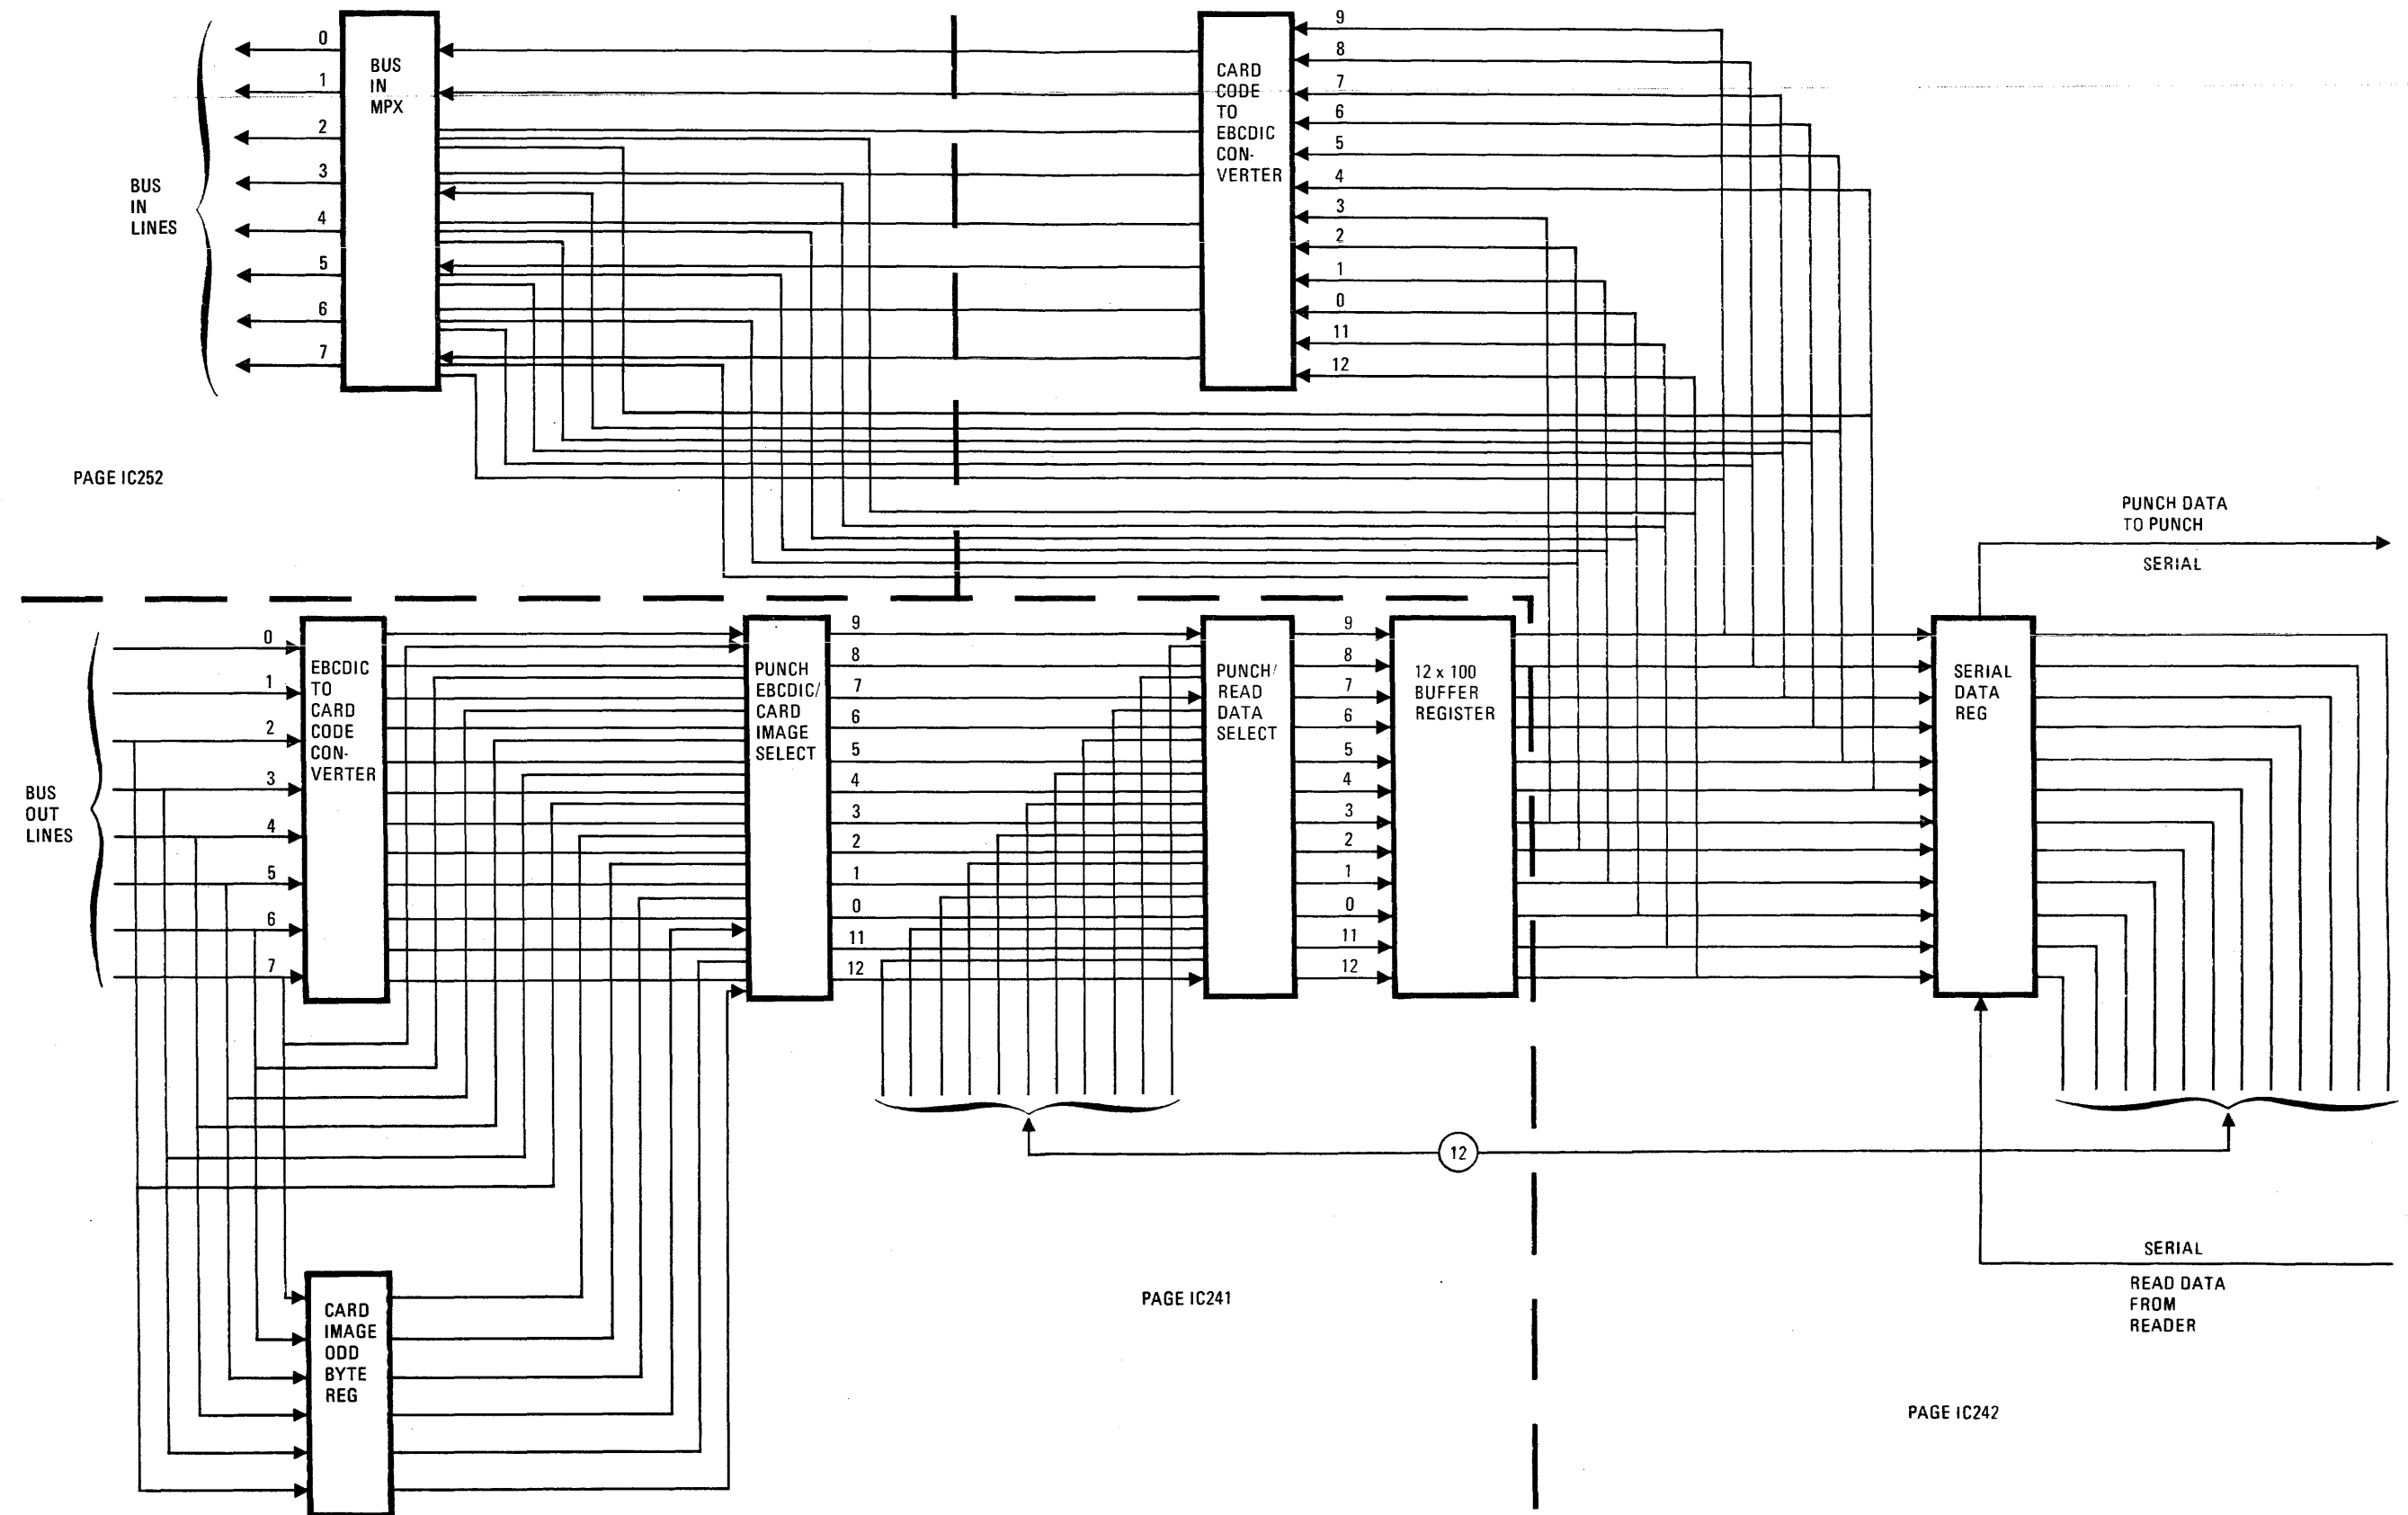 BUS
IN
LINES
0
1
2
3
4
5
6
7
BUS
IN
MPX
CARD
CODE
TO
EBCDIC
CON-
VERTER
9
8
7
6
5
4
3
2
1
0
11
12
PAGE IC252
PUNCH DATA
TO PUNCH
SERIAL
BUS
OUT
LINES
0
1
2
3
4
5
6
7
EBCDIC
TO
CARD
CODE
CON-
VERTER
PUNCH
EBCDIC/
CARD
IMAGE
SELECT
9
8
7
6
5
4
3
2
1
0
11
12
PUNCH/
READ
DATA
SELECT
9
8
7
6
5
4
3
2
1
0
11
12
12 x 100
BUFFER
REGISTER
SERIAL
DATA
REG
12
CARD
IMAGE
ODD
BYTE
REG
PAGE IC241
SERIAL
READ DATA
FROM
READER
PAGE IC242